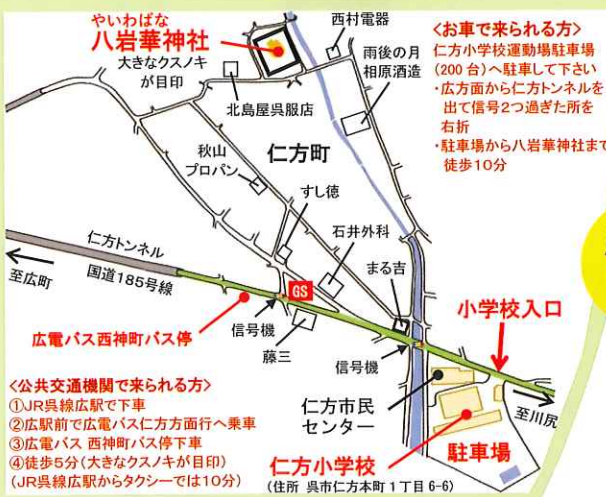 やいわばな
八岩華神社
大きなクスノキ
が目印
西村電器
雨後の月
相原酒造
北島屋呉服店
<お車で来られる方>
仁方小学校運動場駐車場
(200台)へ駐車して下さい
・広方面から仁方トンネルを
出て信号2つ過ぎた所を
右折
・駐車場から八岩華神社まで
徒歩10分
仁方町
秋山
プロパン
すし徳
石井外科
まる吉
仁方トンネル
国道185号線
至広町
GS
広電バス西神町バス停
信号機
藤三
信号機
小学校入口
至川尻
仁方市民
センター
駐車場
仁方小学校
(住所 呉市仁方本町1丁目6-6)
<公共交通機関で来られる方>
①JR呉線広駅で下車
②広駅前で広電バス仁方方面行へ乗車
③広電バス 西神町バス停下車
④徒歩5分(大きなクスノキが目印)
(JR呉線広駅からタクシーでは10分)